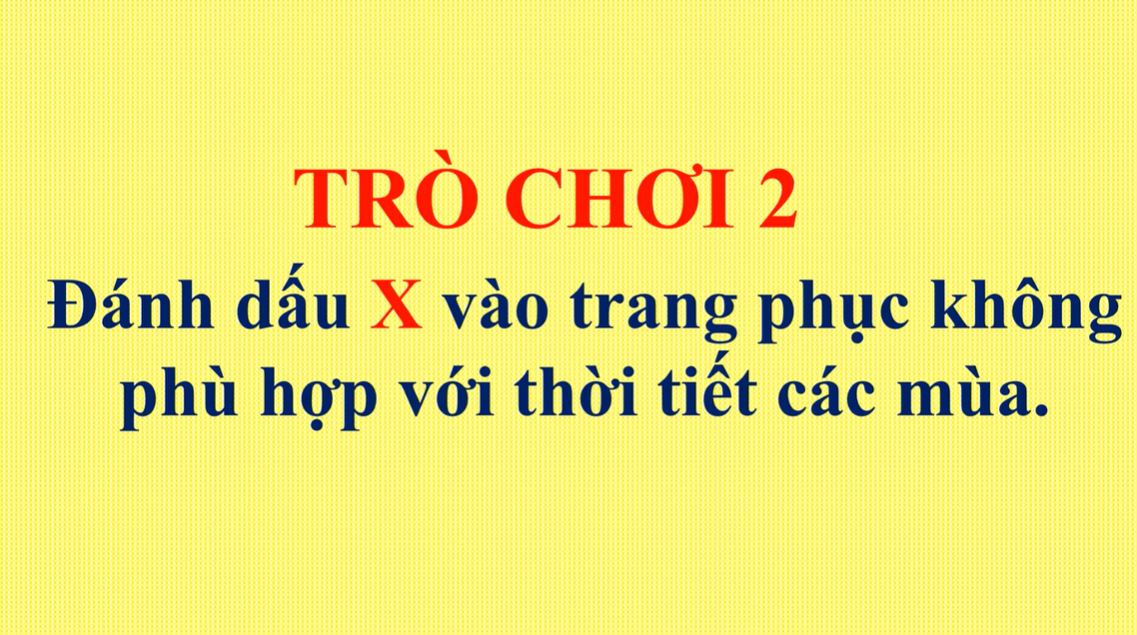 TRÒ CHƠI 2
Đánh dấu X vào trang phục không
phù hợp với thời tiết các mùa.